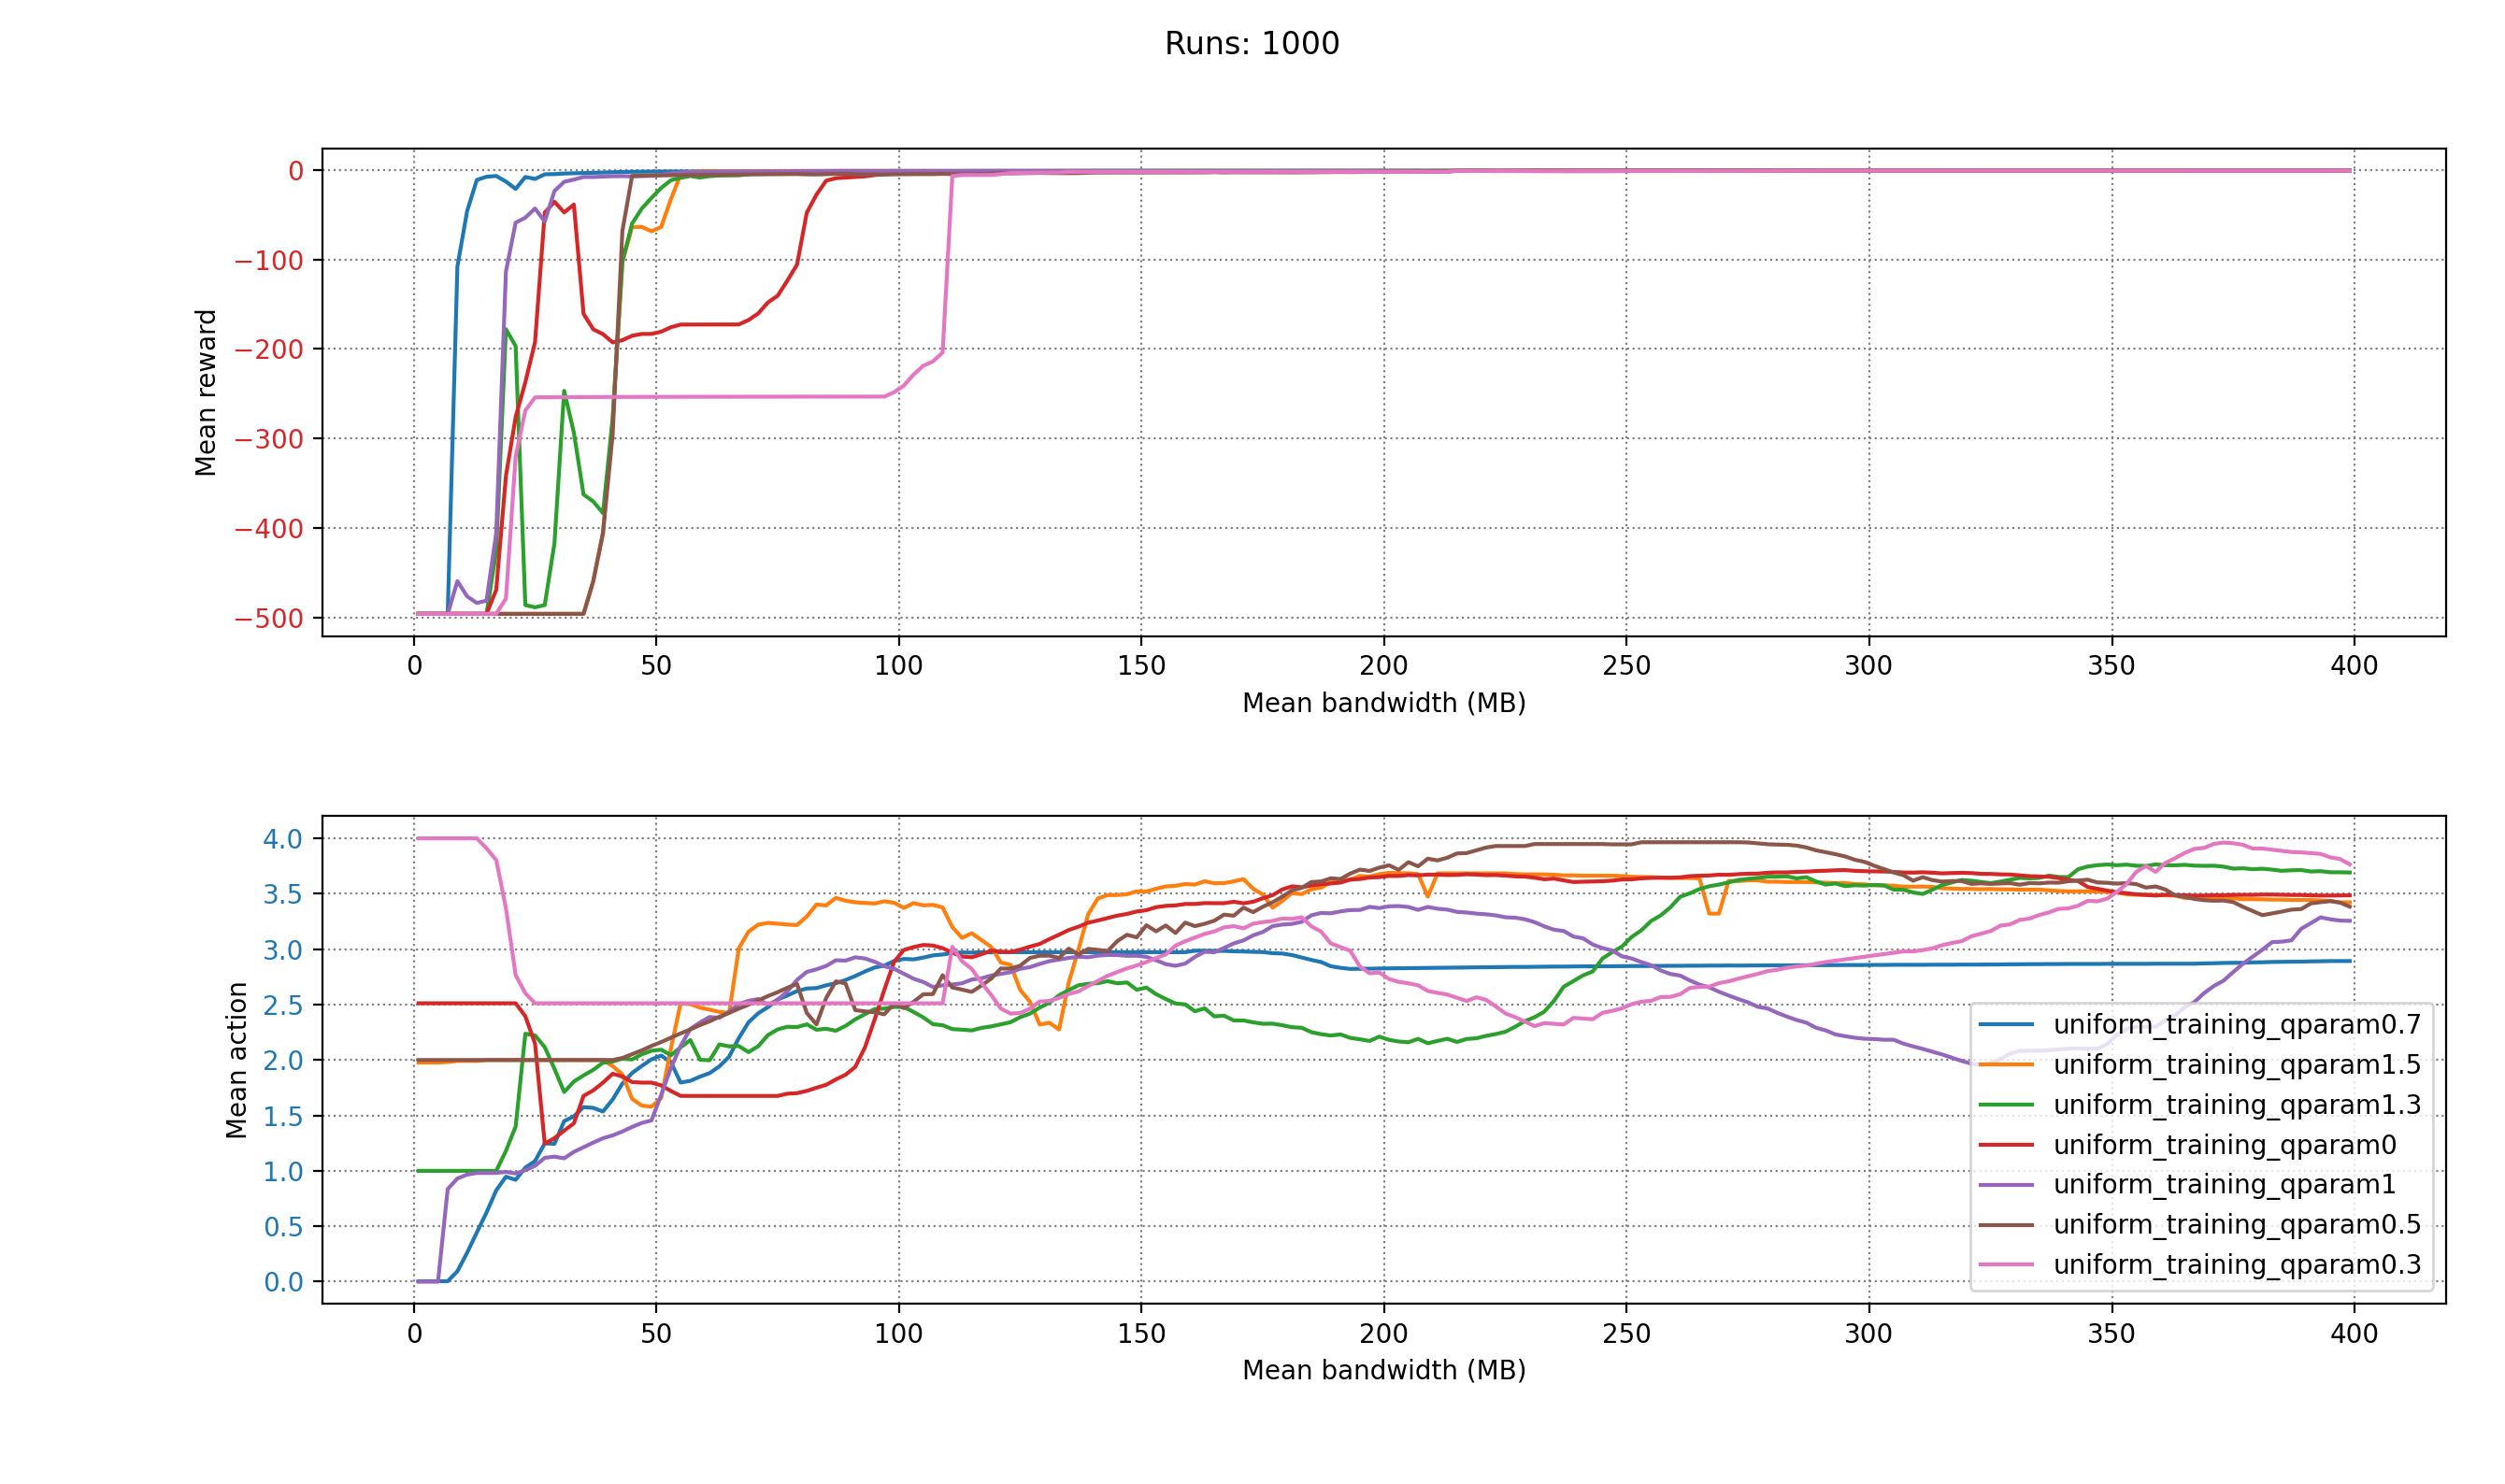 Runs: 1000
0
−100
−200
−300
−400
−500
Mean reward
0 50 100 150 200 250 300 350 400
Mean bandwidth (MB)
4.0
3.5
3.0
2.5
2.0
1.5
1.0
0.5
0.0
Mean action
uniform_training_qparam0.7
uniform_training_qparam1.5
uniform_training_qparam1.3
uniform_training_qparam0
uniform_training_qparam1
uniform_training_qparam0.5
uniform_training_qparam0.3
0 50 100 150 200 250 300 350 400
Mean bandwidth (MB)